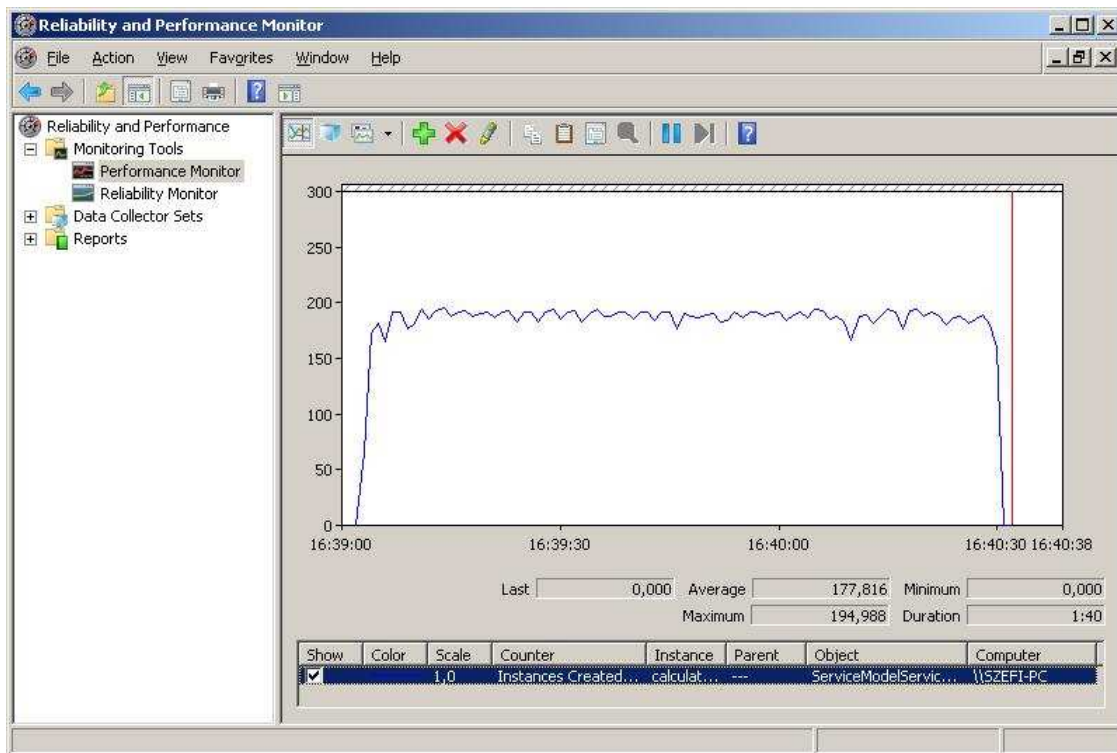 Reliability and Performance Monitor
File Action View Favorites Window Help
Reliability and Performance
Monitoring Tools
Performance Monitor
Reliability Monitor
Data Collector Sets
Reports
300
250
200
150
100
50
0
16:39:00 16:39:30 16:40:00 16:40:30 16:40:38
Last 0,000 Average 177,816 Minimum 0,000
Maximum 194,988 Duration 1:40
Show Color Scale Counter Instance Parent Object Computer
1,0 Instances Created... calculat... --- ServiceModelServic... \\SZEFI-PC